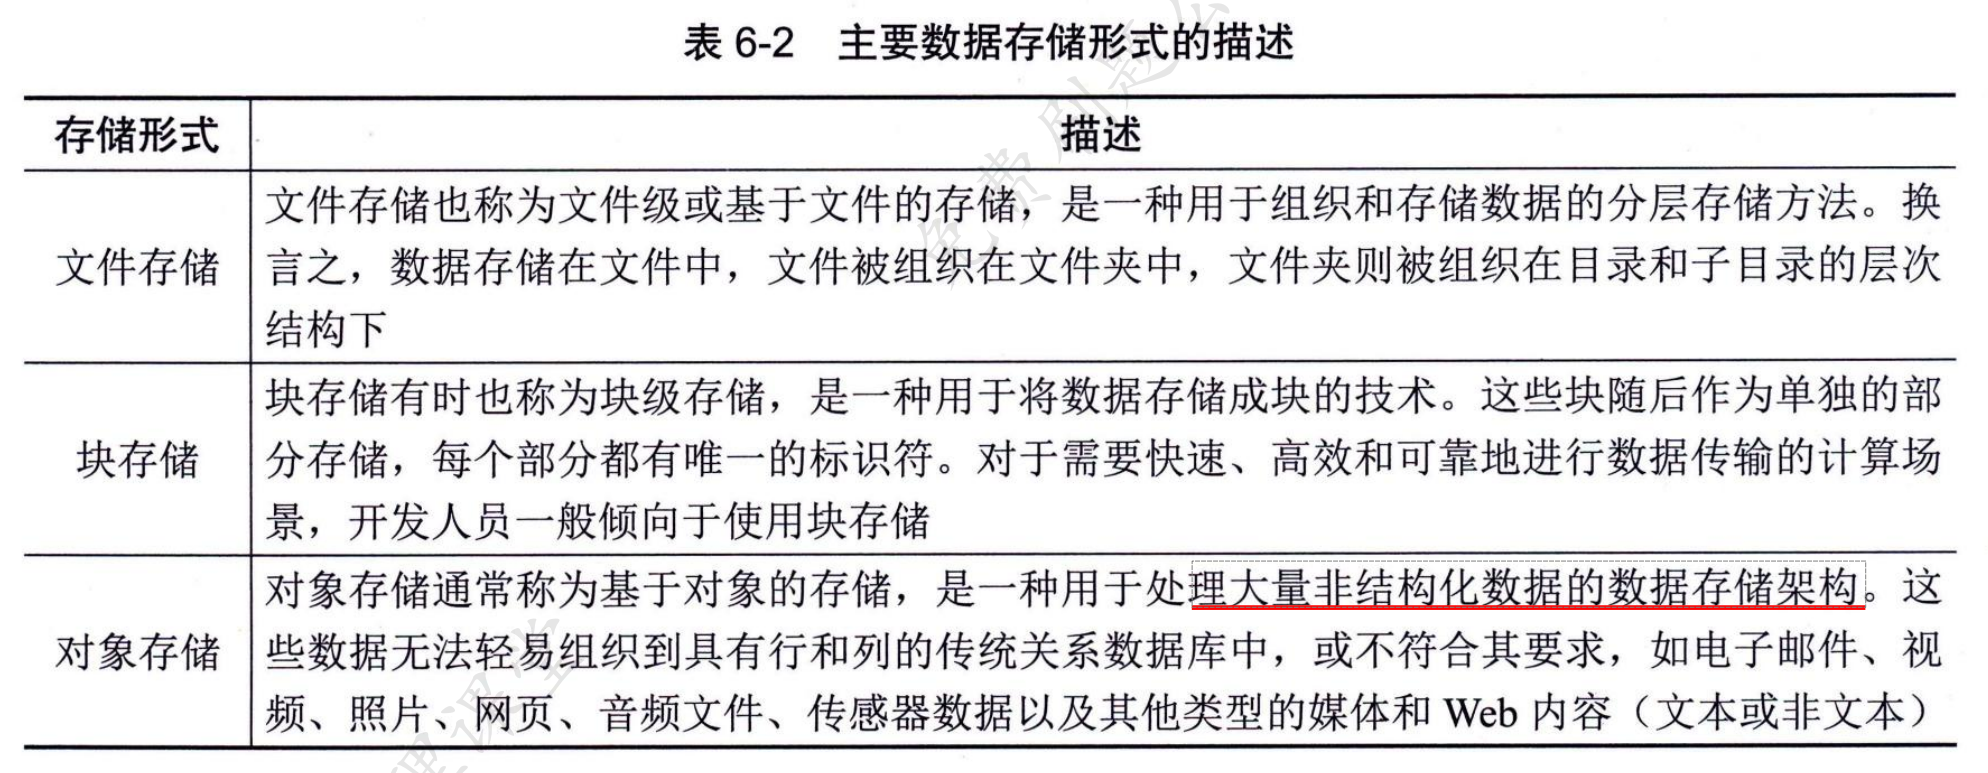 表 6-2 主要数据存储形式的描述
存储形式
描述
文件存储
文件存储也称为文件级或基于文件的存储，是一种用于组织和存储数据的分层存储方法。换
言之，数据存储在文件中，文件被组织在文件夹中，文件夹则被组织在目录和子目录的层次
结构下
块存储
块存储有时也称为块级存储，是一种用于将数据存储成块的技术。这些块随后作为单独的部
分存储，每个部分都有唯一的标识符。对于需要快速、高效和可靠地进行数据传输的计算场
景，开发人员一般倾向于使用块存储
对象存储
对象存储通常称为基于对象的存储，是一种用于处理大量非结构化数据的数据存储架构。这
些数据无法轻易组织到具有行和列的传统关系数据库中，或不符合其要求，如电子邮件、视
频、照片、网页、音频文件、传感器数据以及其他类型的媒体和 Web 内容（文本或非文本）
免费刷题公
理课堂